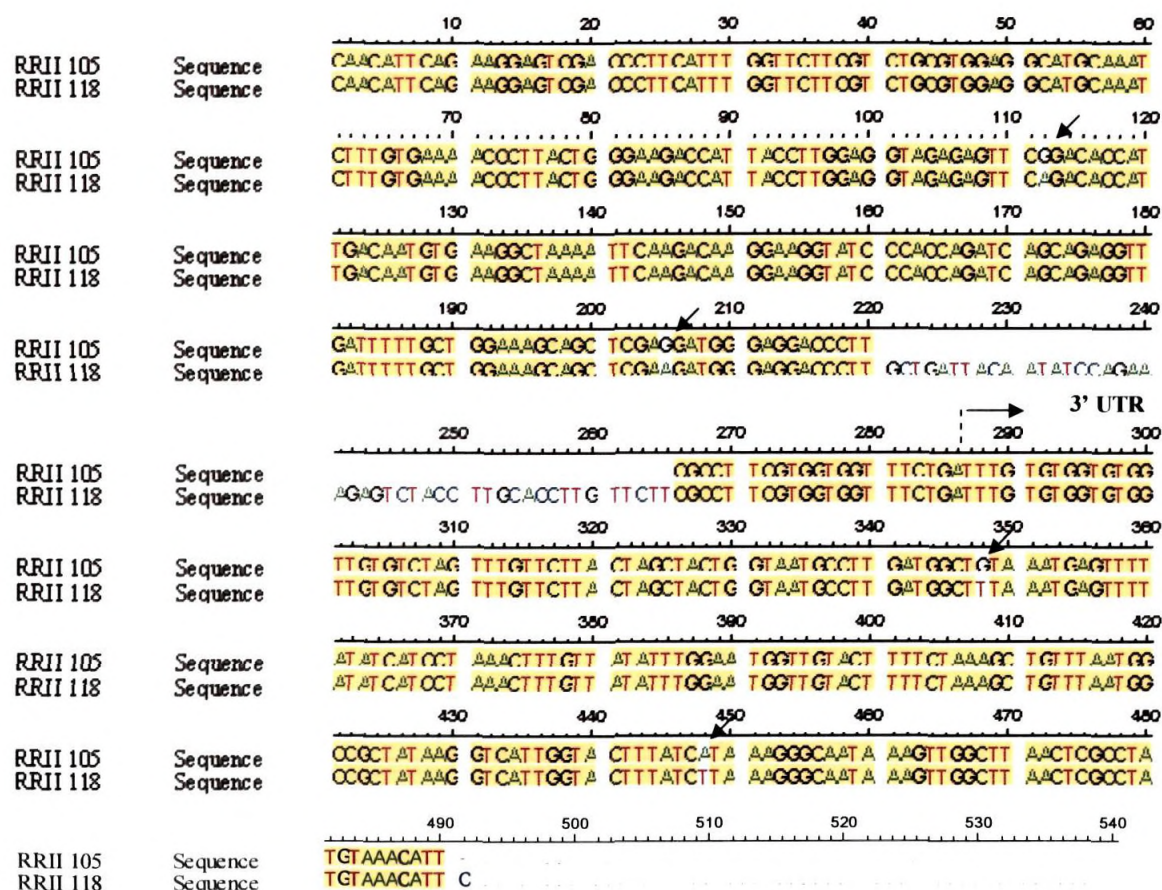 10 20 30 40 50 60
RRII 105 Sequence CAACATTCAG AAGGAGTCGA CCCTTCATTT GGTTCTTCGT CTGCGTGGAG GCATGCAAAT
RRII 118 Sequence CAACATTCAG AAGGAGTCGA CCCTTCATTT GGTTCTTCGT CTGCGTGGAG GCATGCAAAT
70 80 90 100 110 120
RRII 105 Sequence CTTTGTGAAA ACCCTTACTG GGAAGACCAT TACCTTGGAG GTAGAGAGTT CGGACACCAT
RRII 118 Sequence CTTTGTGAAA ACCCTTACTG GGAAGACCAT TACCTTGGAG GTAGAGAGTT CAGACACCAT
130 140 150 160 170 180
RRII 105 Sequence TGACAATGTG AAGGCTAAAA TTCAAGACAA GGAAGGTATC CCACCAGATC AGCAGAGGTT
RRII 118 Sequence TGACAATGTG AAGGCTAAAA TTCAAGACAA GGAAGGTATC CCACCAGATC AGCAGAGGTT
190 200 210 220 230 240
RRII 105 Sequence GATTTTTGCT GGAAAGCAGC TCGAGGATGG GAGGACCCTT
RRII 118 Sequence GATTTTTGCT GGAAAGCAGC TCGAAGATGG GAGGACCCTT GCTGATTACA ATATCCAGAA
3' UTR
250 260 270 280 290 300
RRII 105 Sequence CGCCT TCGTGGTGGT TTCTGATTTG TGTGGTGTGG
RRII 118 Sequence AGAGTCTACC TTGCACCTTG TTCTTCGCCT TCGTGGTGGT TTCTGATTTG TGTGGTGTGG
310 320 330 340 350 360
RRII 105 Sequence TTGTGTCTAG TTTGTTCTTA CTAGCTACTG GTAATGCCTT GATGGCTGTA AATGAGTTTT
RRII 118 Sequence TTGTGTCTAG TTTGTTCTTA CTAGCTACTG GTAATGCCTT GATGGCTTTA AATGAGTTTT
370 380 390 400 410 420
RRII 105 Sequence ATATCATCCT AAACTTTGTT ATATTTGGAA TGGTTGTACT TTTCTAAAGC TGTTTAATGG
RRII 118 Sequence ATATCATCCT AAACTTTGTT ATATTTGGAA TGGTTGTACT TTTCTAAAGC TGTTTAATGG
430 440 450 460 470 480
RRII 105 Sequence CCGCTATAAG GTCATTGGTA CTTTATCATA AAGGGCAATA AAGTTGGCTT AACTCGCCTA
RRII 118 Sequence CCGCTATAAG GTCATTGGTA CTTTATCTTA AAGGGCAATA AAGTTGGCTT AACTCGCCTA
490 500 510 520 530 540
RRII 105 Sequence TGTAAACATT
RRII 118 Sequence TGTAAACATT C